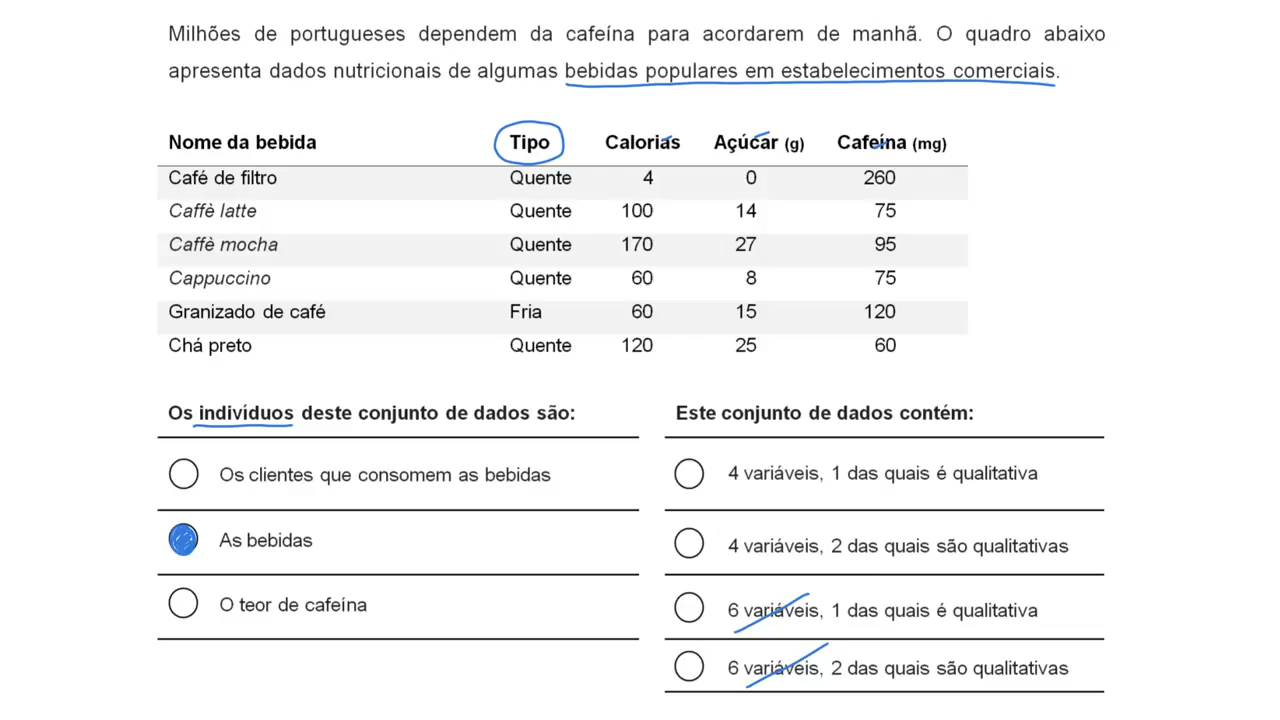 Milhões de portugueses dependem da cafeína para acordarem de manhã. O quadro abaixo
apresenta dados nutricionais de algumas bebidas populares em estabelecimentos comerciais.
Nome da bebida Tipo Calorias Açúcar (g) Cafeína (mg)
Café de filtro Quente 4 0 260
Caffè latte Quente 100 14 75
Caffè mocha Quente 170 27 95
Cappuccino Quente 60 8 75
Granizado de café Fria 60 15 120
Chá preto Quente 120 25 60
Os indivíduos deste conjunto de dados são:
Os clientes que consomem as bebidas
As bebidas
O teor de cafeína
Este conjunto de dados contém:
4 variáveis, 1 das quais é qualitativa
4 variáveis, 2 das quais são qualitativas
6 variáveis, 1 das quais é qualitativa
6 variáveis, 2 das quais são qualitativas